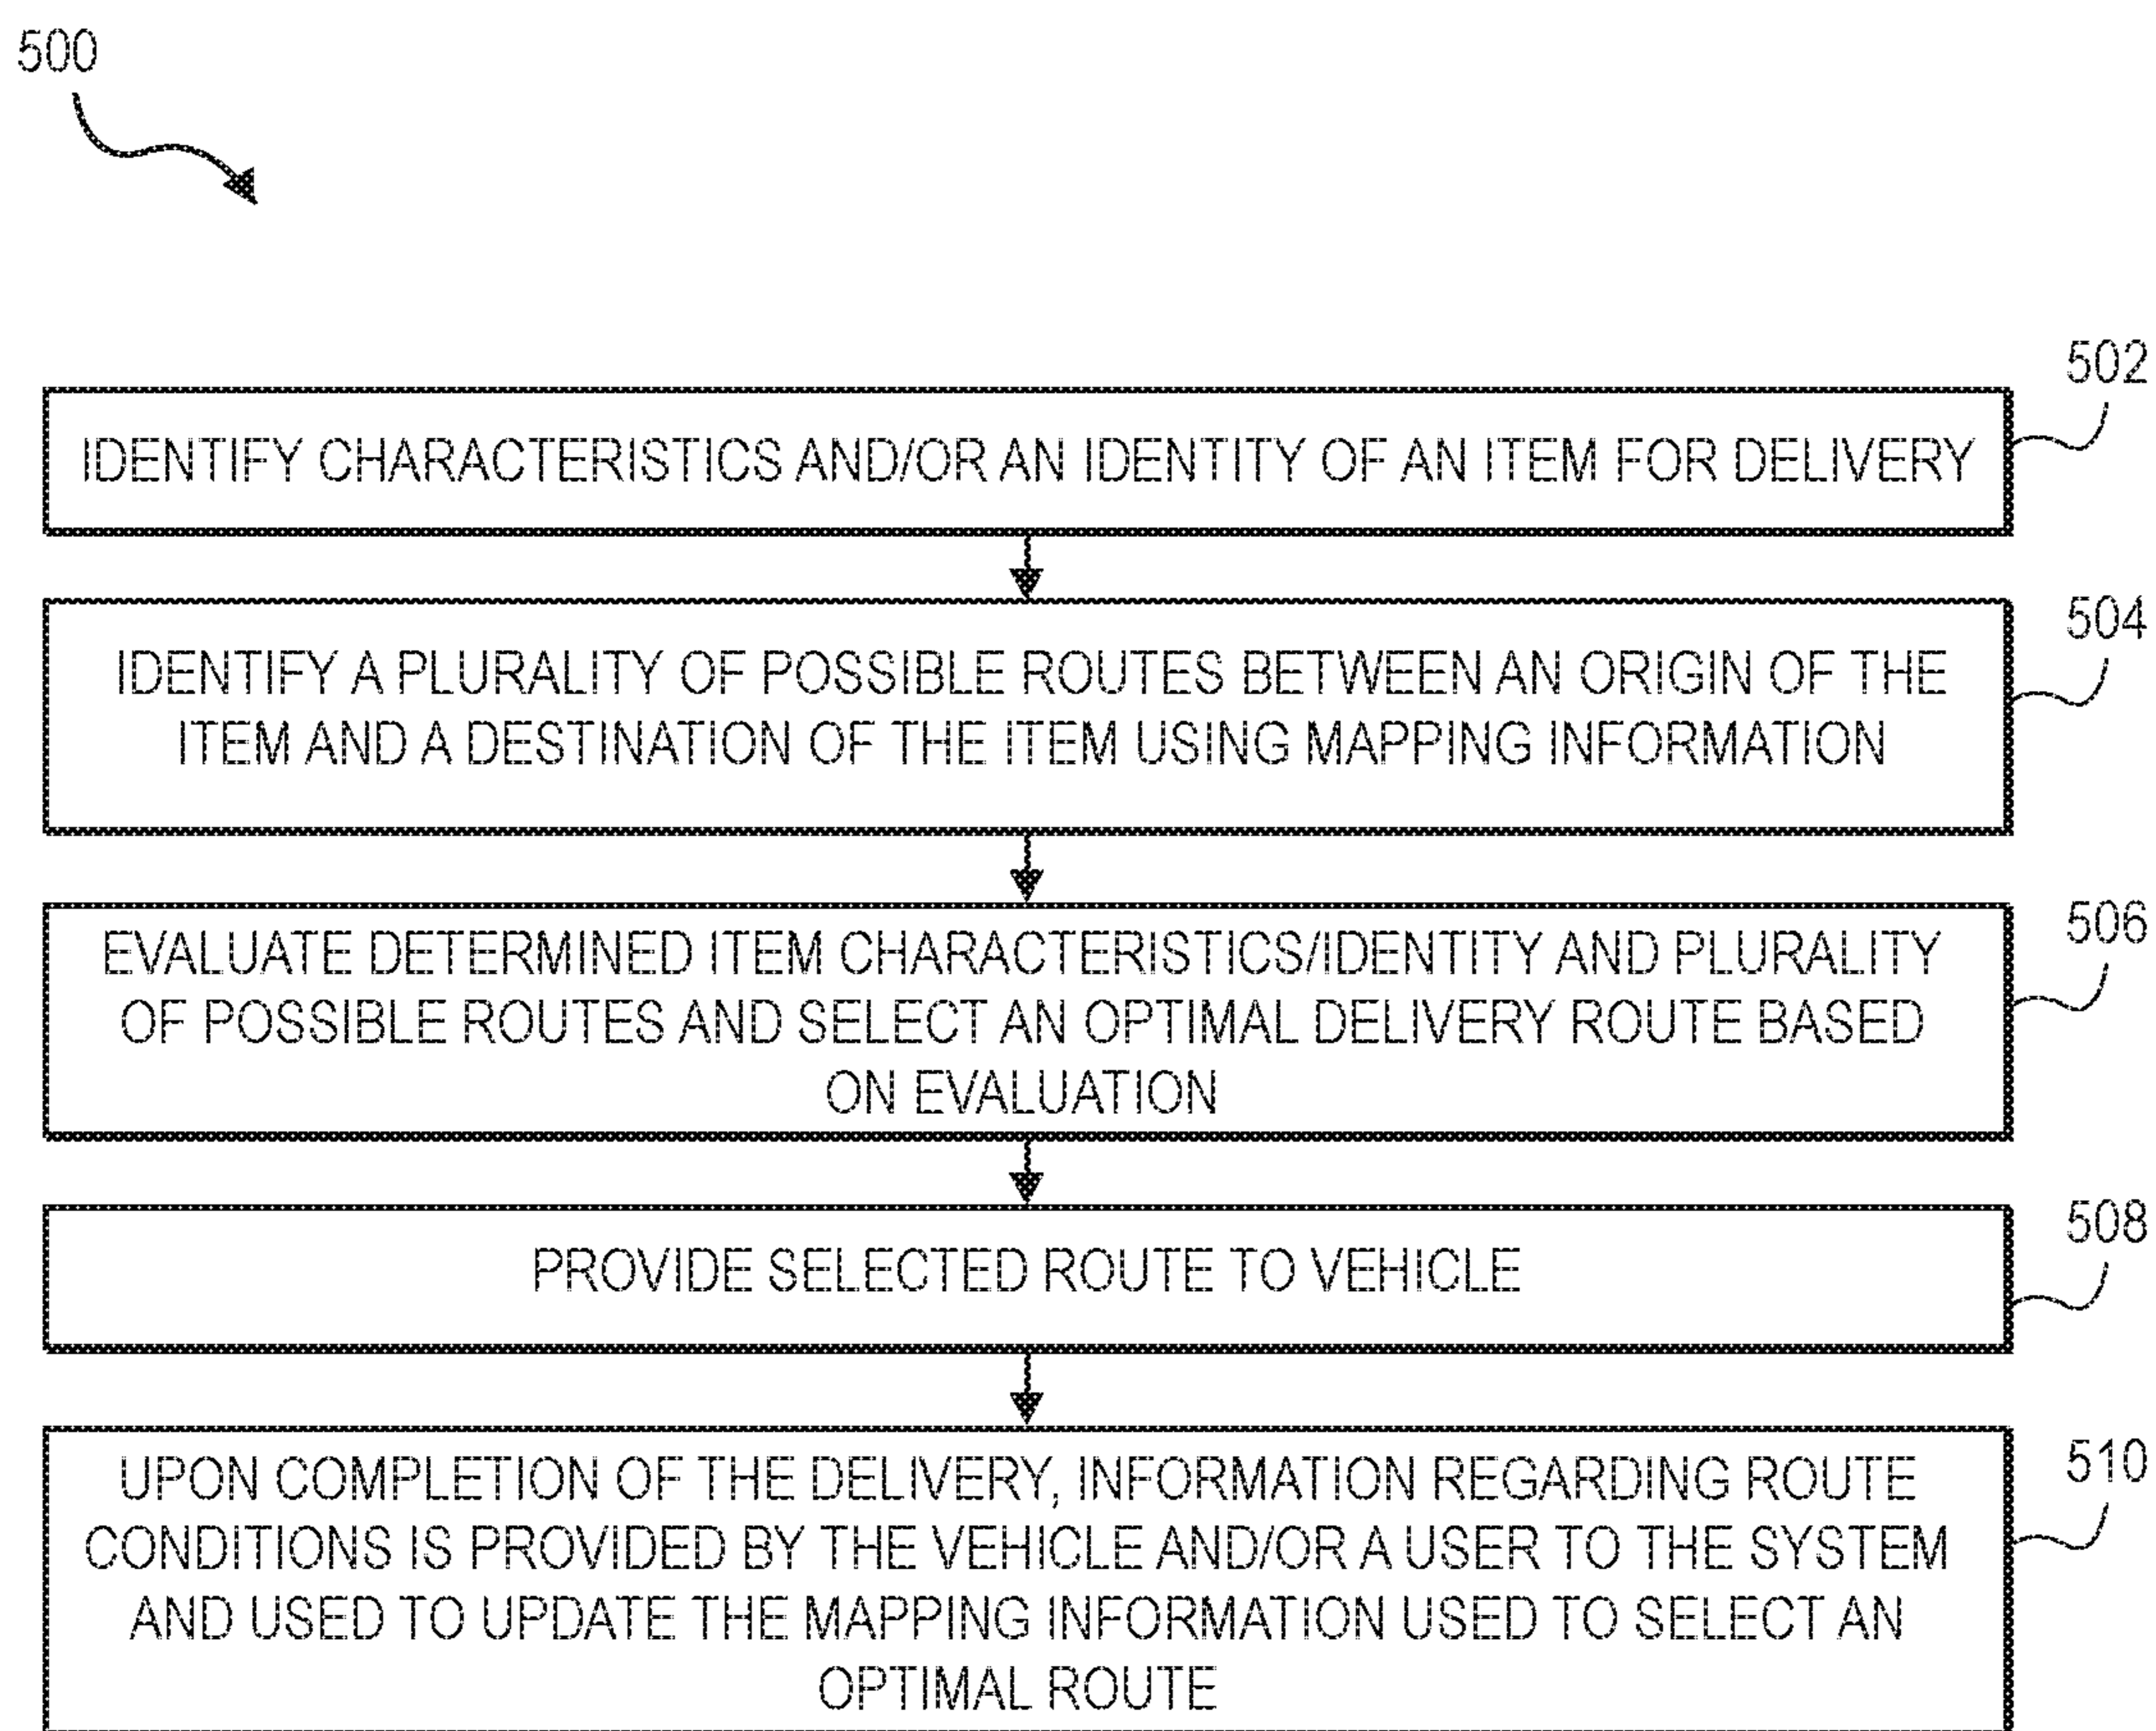 500
502
IDENTIFY CHARACTERISTICS AND/OR AN IDENTITY OF AN ITEM FOR DELIVERY
504
IDENTIFY A PLURALITY OF POSSIBLE ROUTES BETWEEN AN ORIGIN OF THE
ITEM AND A DESTINATION OF THE ITEM USING MAPPING INFORMATION
506
EVALUATE DETERMINED ITEM CHARACTERISTICS/IDENTITY AND PLURALITY
OF POSSIBLE ROUTES AND SELECT AN OPTIMAL DELIVERY ROUTE BASED
ON EVALUATION
508
PROVIDE SELECTED ROUTE TO VEHICLE
510
UPON COMPLETION OF THE DELIVERY, INFORMATION REGARDING ROUTE
CONDITIONS IS PROVIDED BY THE VEHICLE AND/OR A USER TO THE SYSTEM
AND USED TO UPDATE THE MAPPING INFORMATION USED TO SELECT AN
OPTIMAL ROUTE